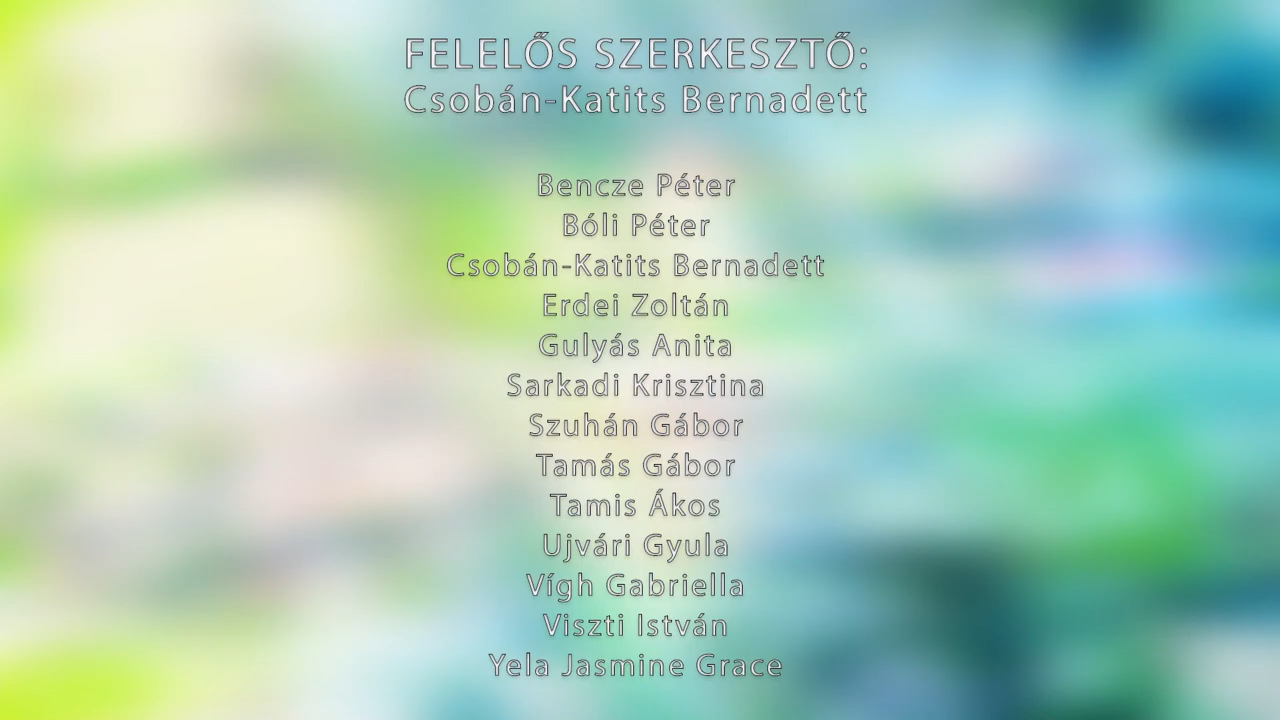 FELELŐS SZERKESZTŐ:
Csobán-Katits Bernadett
Bencze Péter
Bóli Péter
Csobán-Katits Bernadett
Erdei Zoltán
Gulyás Anita
Sarkadi Krisztina
Szuhán Gábor
Tamás Gábor
Tamis Ákos
Ujvári Gyula
Vígh Gabriella
Viszti István
Yela Jasmine Grace